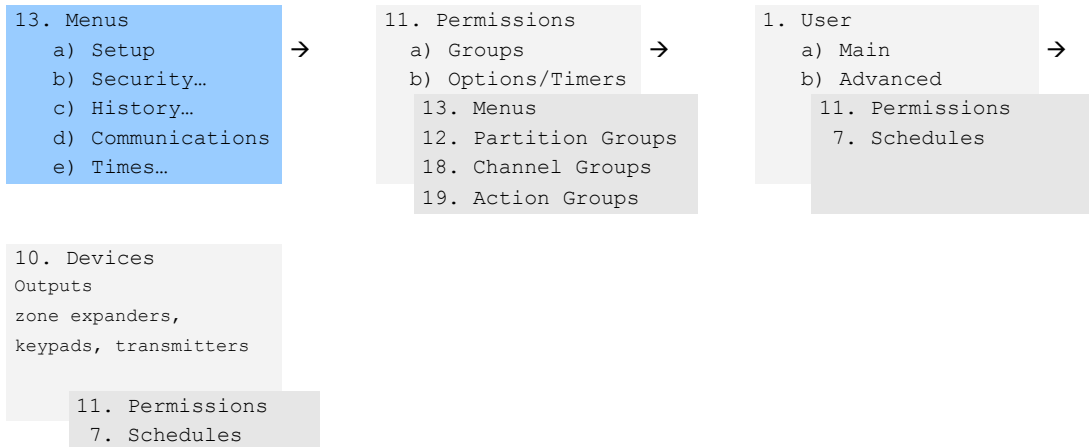 13. Menus
a) Setup
b) Security…
c) History…
d) Communications
e) Times…
→
11. Permissions
a) Groups
b) Options/Timers
13. Menus
12. Partition Groups
18. Channel Groups
19. Action Groups
→
1. User
a) Main
b) Advanced
11. Permissions
7. Schedules
→
10. Devices
Outputs
zone expanders,
keypads, transmitters
11. Permissions
7. Schedules